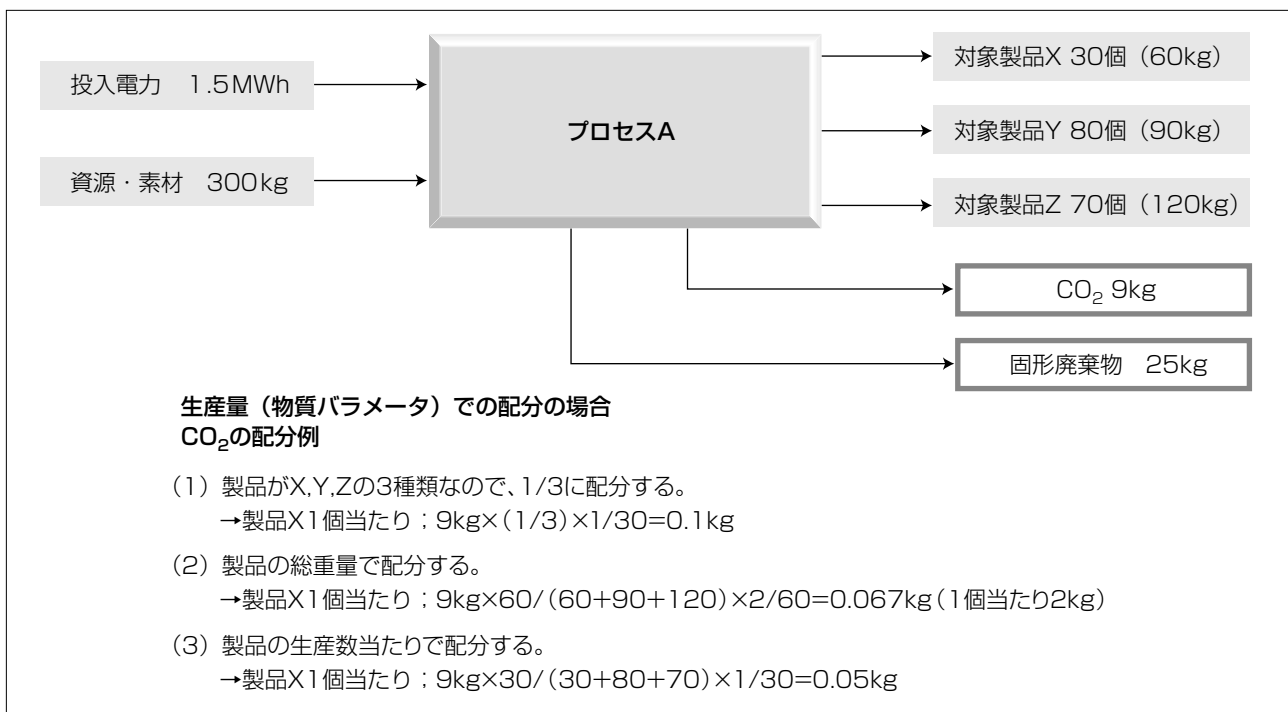 投入電力　1.5MWh
資源・素材　300kg
プロセスA
対象製品X 30個（60kg）
対象製品Y 80個（90kg）
対象製品Z 70個（120kg）
CO₂ 9kg
固形廃棄物　25kg
生産量（物質パラメータ）での配分の場合
CO₂の配分例
（1）製品がX,Y,Zの3種類なので、1/3に配分する。
→製品X1個当たり；9kg×(1/3)×1/30=0.1kg
（2）製品の総重量で配分する。
→製品X1個当たり；9kg×60/(60+90+120)×2/60=0.067kg(1個当たり2kg)
（3）製品の生産数当たりで配分する。
→製品X1個当たり；9kg×30/(30+80+70)×1/30=0.05kg